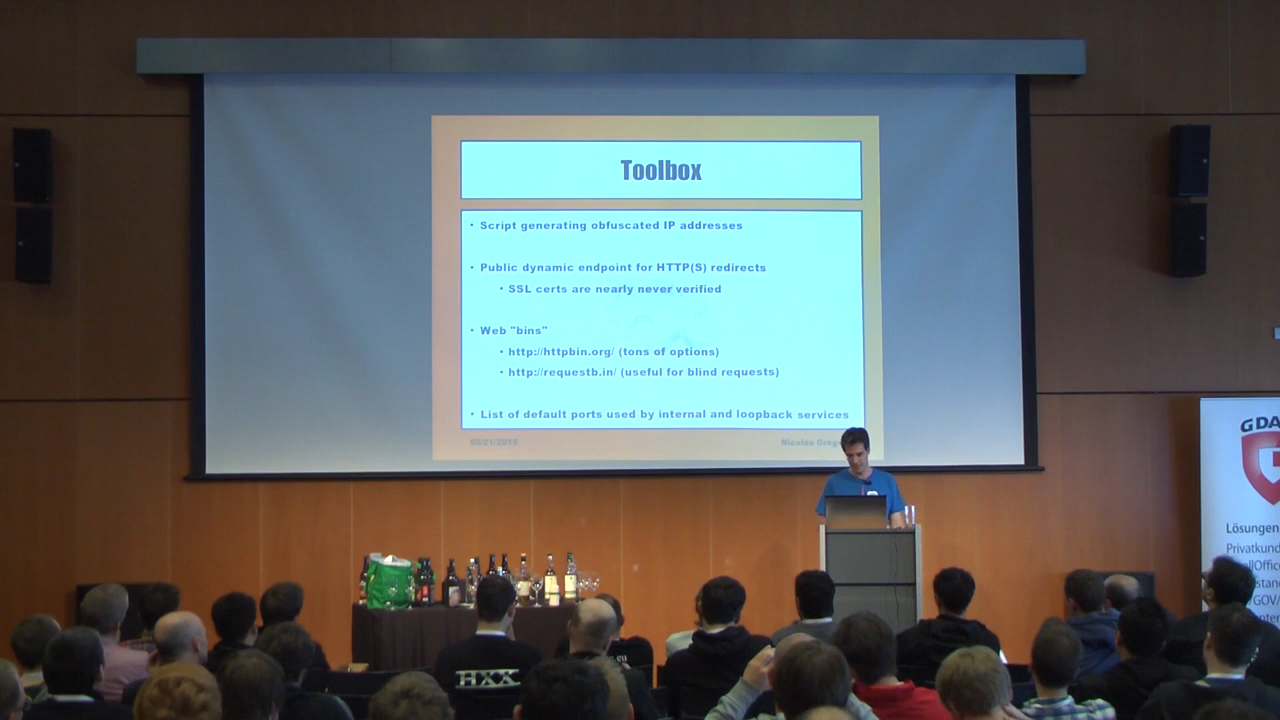 Toolbox
• Script generating obfuscated IP addresses
• Public dynamic endpoint for HTTP(S) redirects
• SSL certs are nearly never verified
• Web "bins"
• http://httpbin.org/ (tons of options)
• http://requestb.in/ (useful for blind requests)
• List of default ports used by internal and loopback services
05/21/2015
Nicolas
GDA
Lösungen
Privatkund
HXX